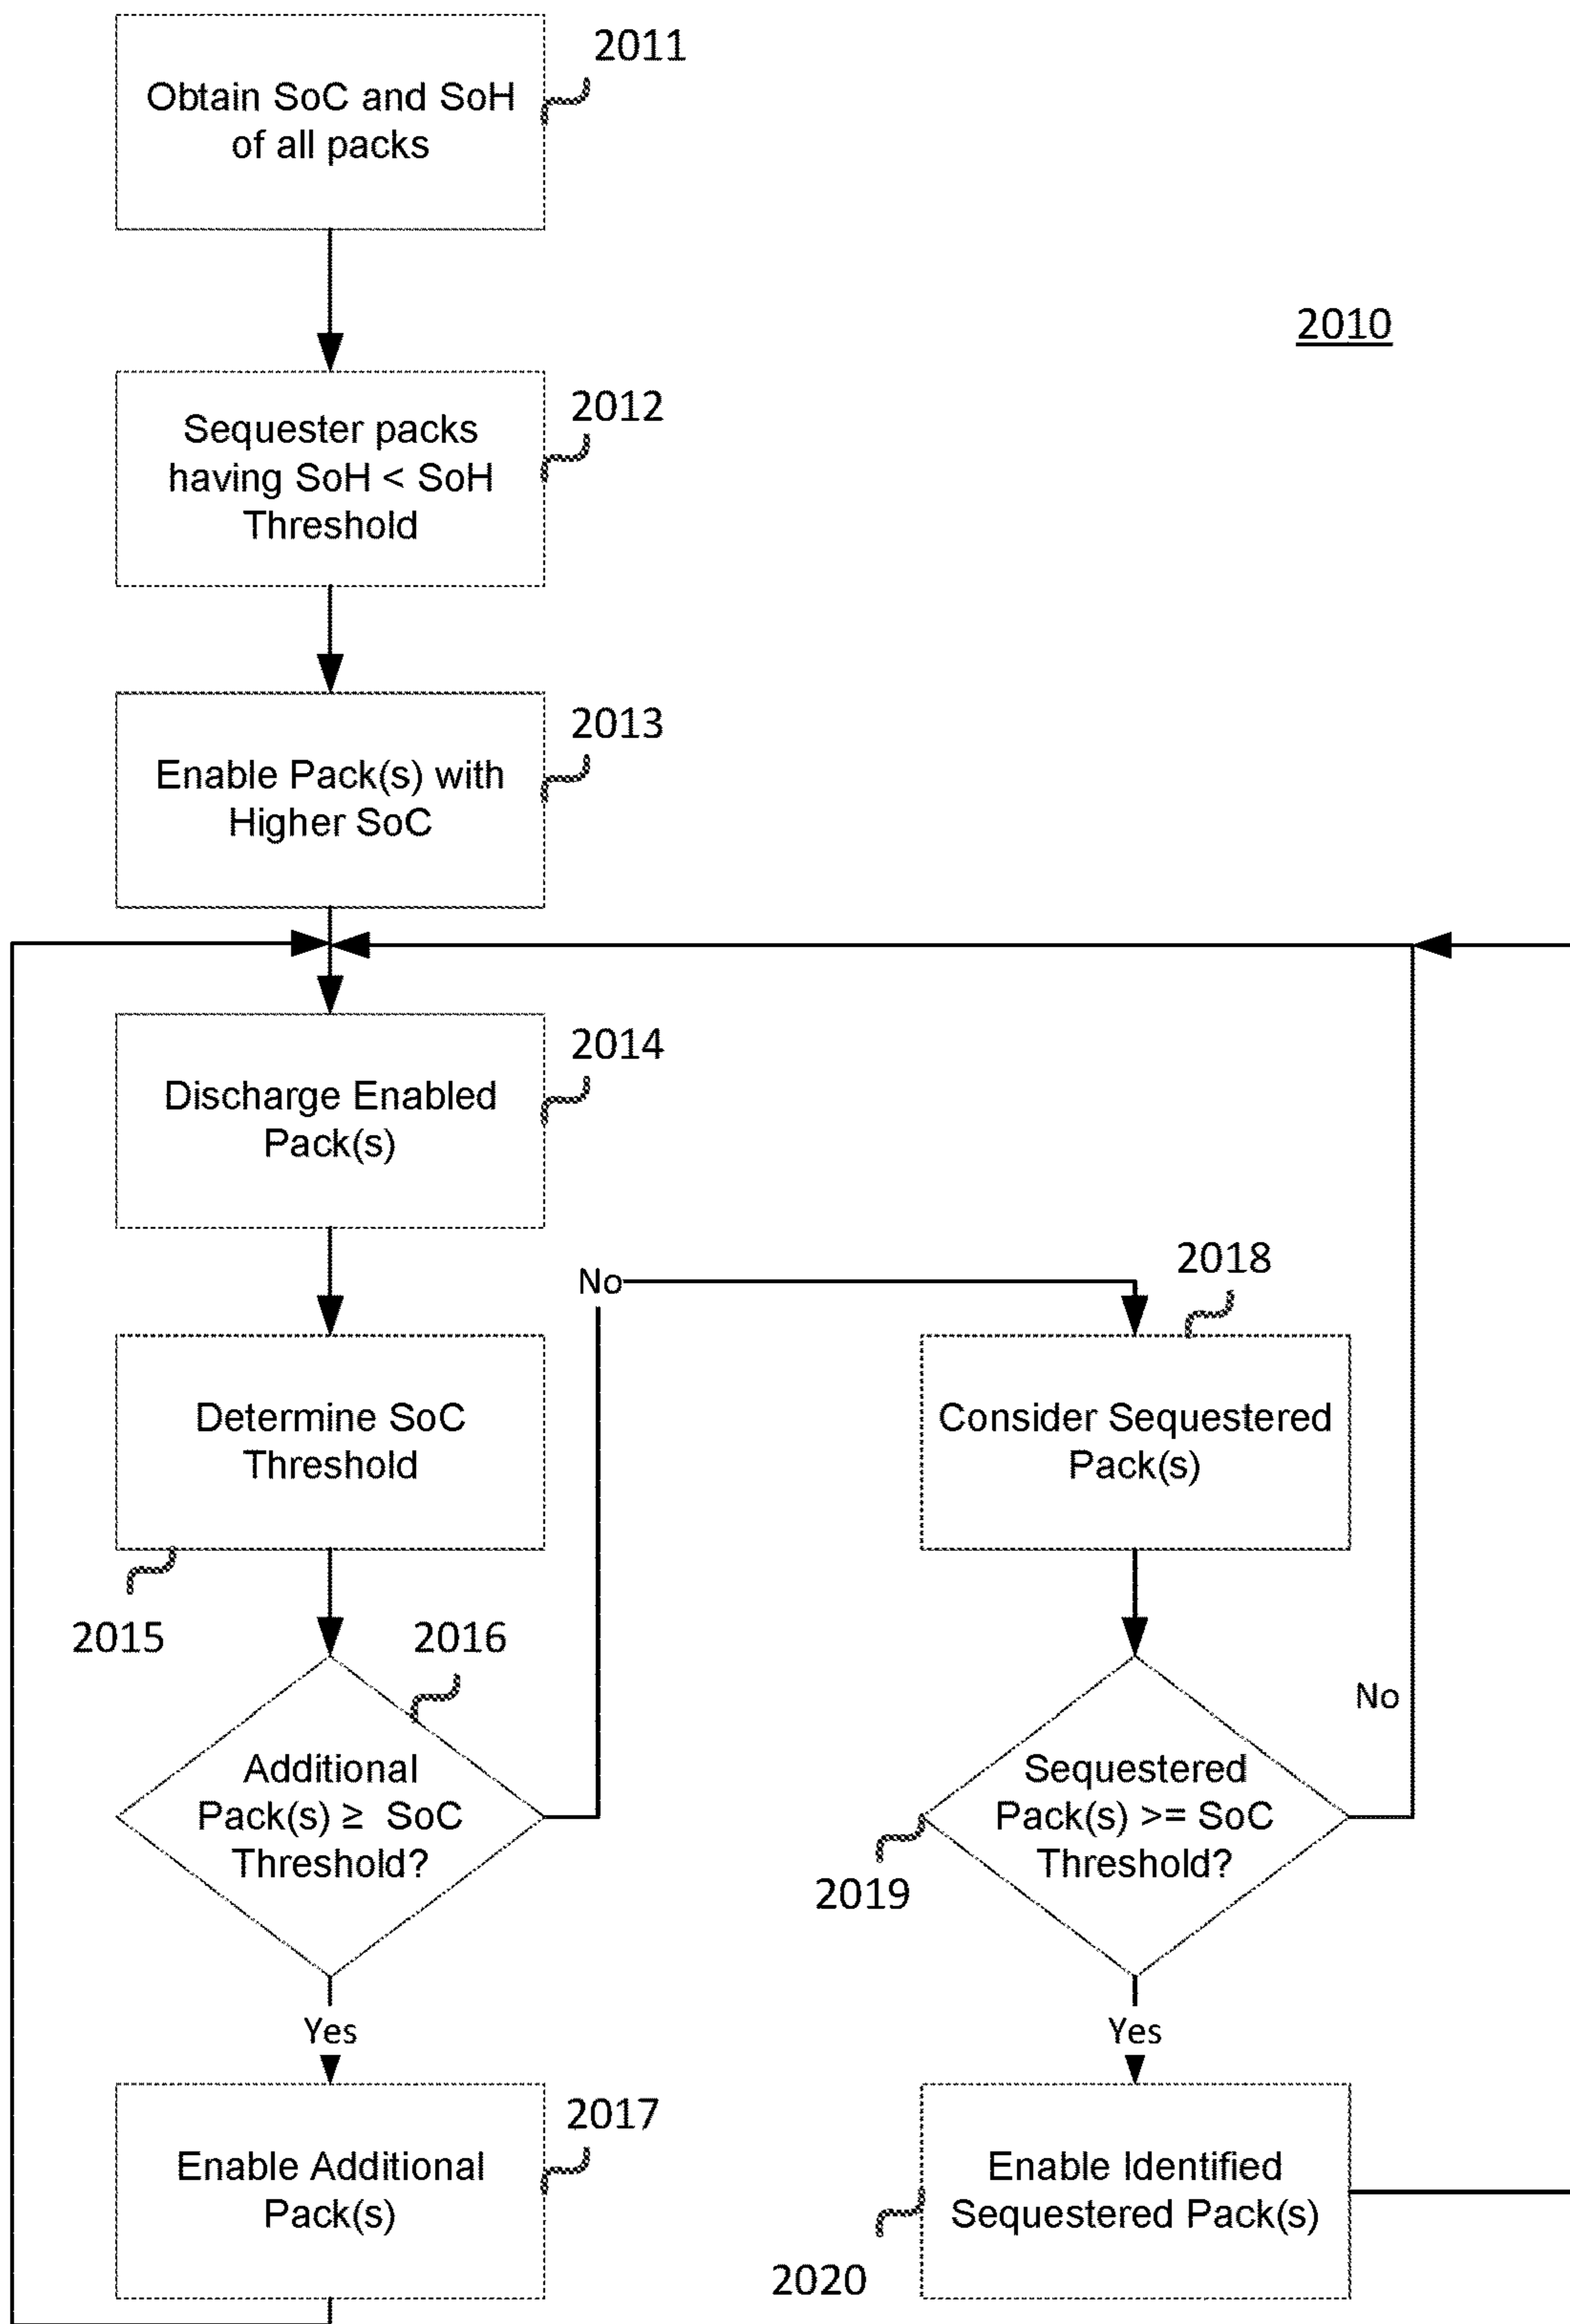 2011
Obtain SoC and SoH
of all packs
2010
2012
Sequester packs
having SoH < SoH
Threshold
2013
Enable Pack(s) with
Higher SoC
2014
Discharge Enabled
Pack(s)
No
2018
Determine SoC
Threshold
Consider Sequestered
Pack(s)
2015
2016
No
Additional
Pack(s) ≥ SoC
Threshold?
Sequestered
Pack(s) >= SoC
Threshold?
2019
Yes
Yes
2017
Enable Additional
Pack(s)
Enable Identified
Sequestered Pack(s)
2020